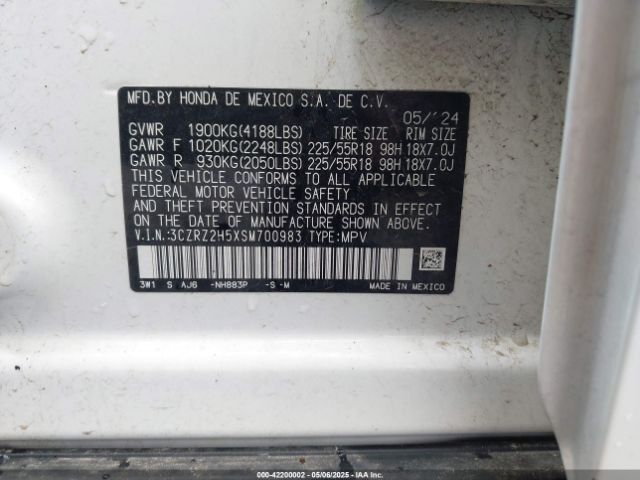 MFD.BY HONDA DE MEXICO S.A. DE C.V.
05/'24
GVWR 1900KG(4188LBS) TIRE SIZE RIM SIZE
GAWR F 1020KG(2248LBS) 225/55R18 98H 18X7.0J
GAWR R 930KG(2050LBS) 225/55R18 98H 18X7.0J
THIS VEHICLE CONFORMS TO ALL APPLICABLE
FEDERAL MOTOR VEHICLE SAFETY
AND THEFT PREVENTION STANDARDS IN EFFECT
ON THE DATE OF MANUFACTURE SHOWN ABOVE.
V.I.N:3CZRZ2H5XSM700983 TYPE:MPV
3W1 S AJ6 -NH883P -S -M MADE IN MEXICO
000-42200002 - 05/06/2025 - IAAI.COM